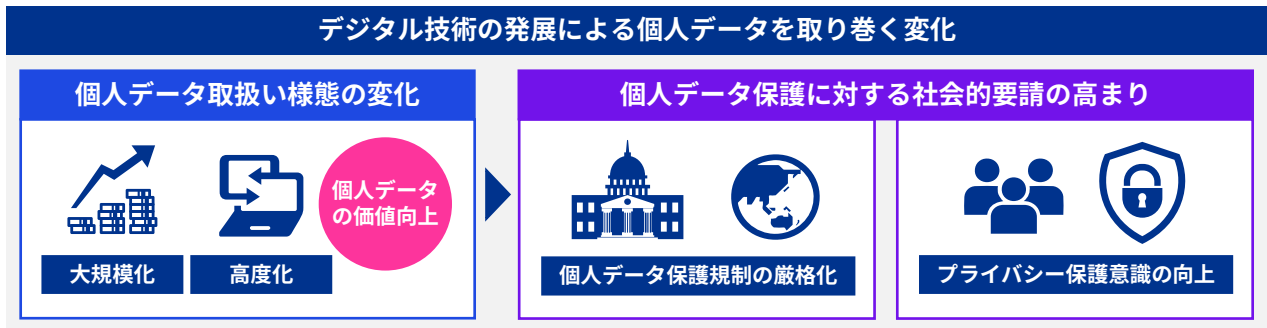 デジタル技術の発展による個人データを取り巻く変化
個人データ取扱い様態の変化
個人データ
の価値向上
大規模化
高度化
個人データ保護に対する社会的要請の高まり
個人データ保護規制の厳格化
プライバシー保護意識の向上